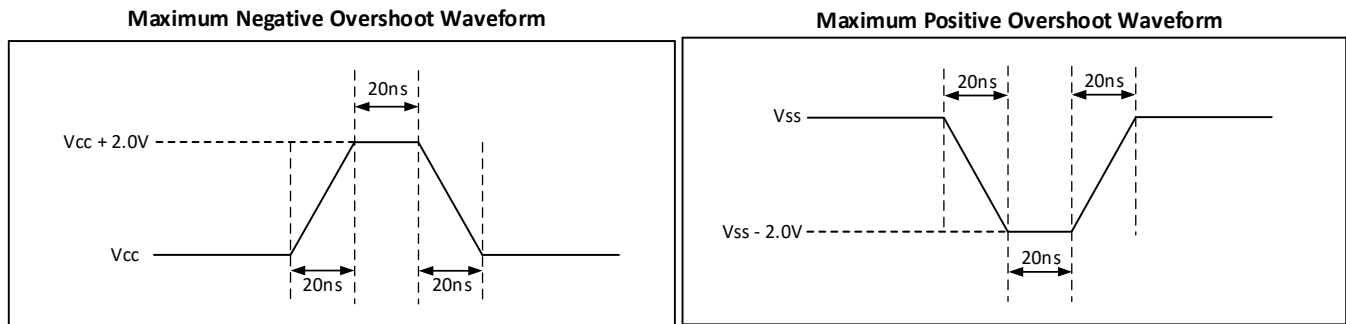 Maximum Negative Overshoot Waveform
20ns
Vcc + 2.0V
Vcc
20ns
20ns
Maximum Positive Overshoot Waveform
20ns
20ns
Vss
Vss - 2.0V
20ns